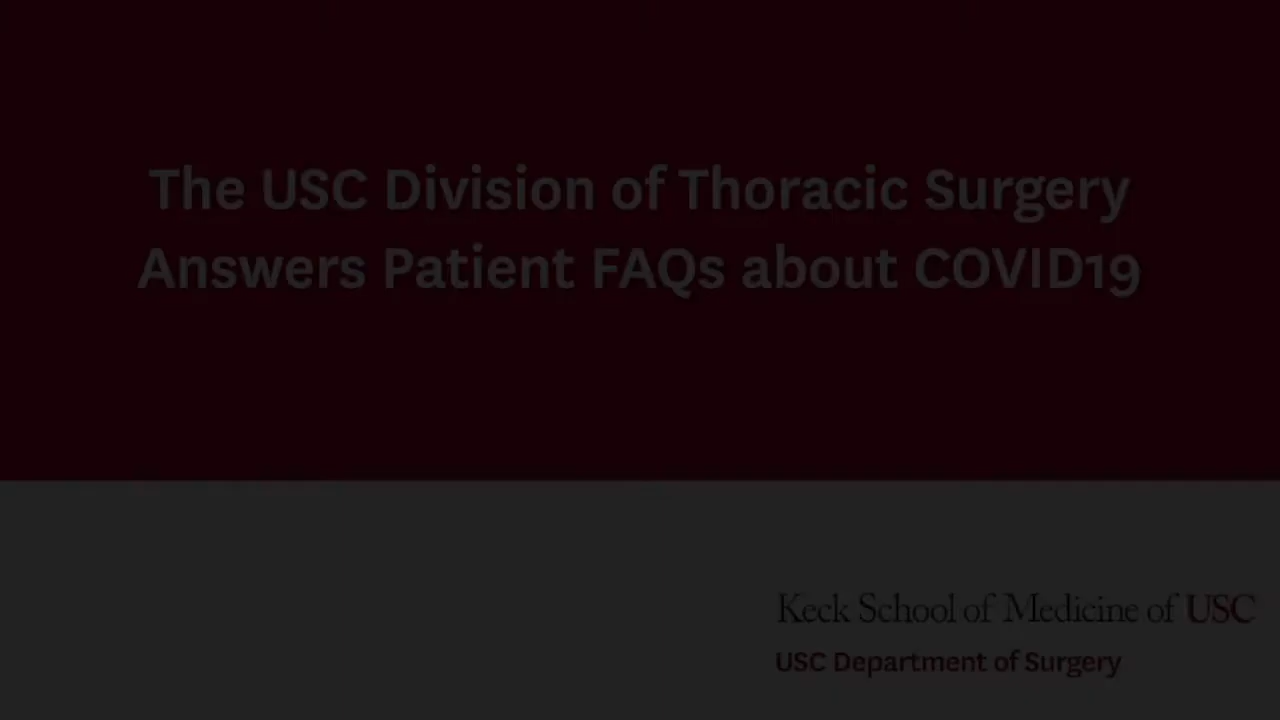 The USC Division of Thoracic Surgery
Answers Patient FAQs about COVID19
Keck School of Medicine of USC
USC Department of Surgery